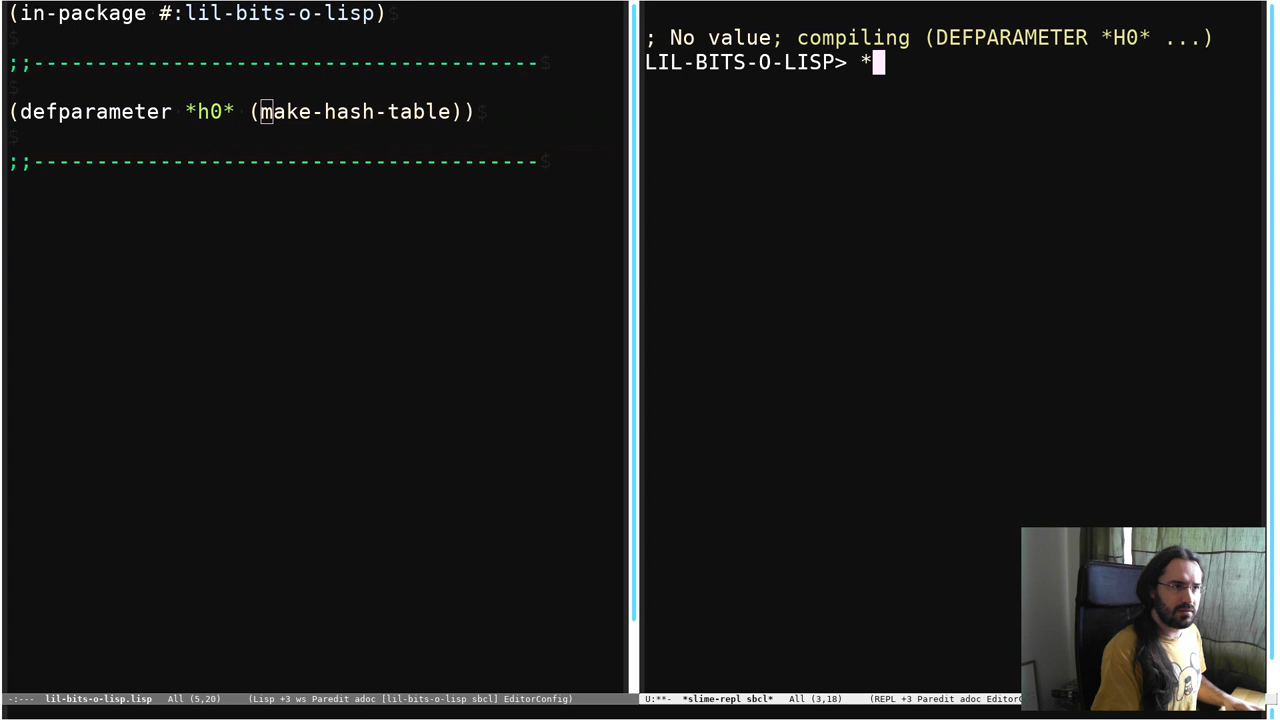 (in-package #:lil-bits-o-lisp)$
$
;;----------------------------------------$
$
(defparameter *h0* (make-hash-table))$
$
;;----------------------------------------$
-:--- lil-bits-o-lisp.lisp All (5,20) (Lisp +3 ws Paredit adoc [lil-bits-o-lisp sbcl] EditorConfig)
; No value; compiling (DEFPARAMETER *H0* ...)
LIL-BITS-O-LISP> *
U:**- *slime-repl sbcl* All (3,18) (REPL +3 Paredit adoc EditorC